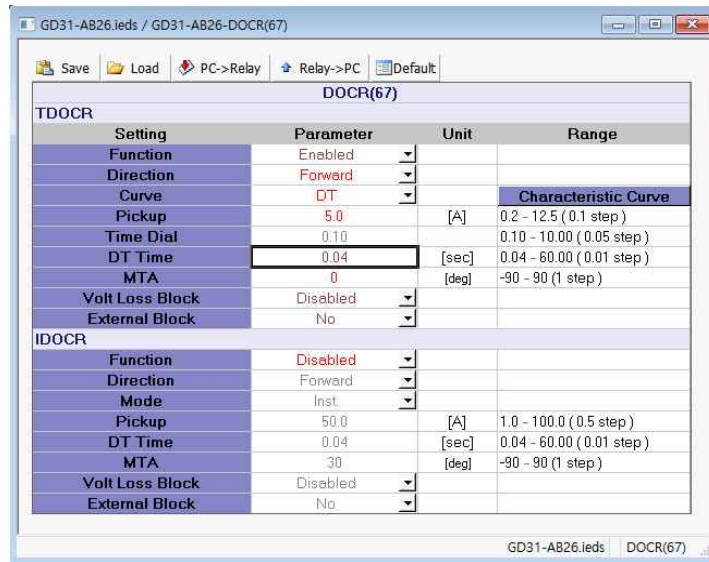 GD31-AB26.ieds / GD31-AB26-DOCR(67)
Save Load PC->Relay Relay->PC Default
DOCR(67)
TDOCR
Setting Parameter Unit Range
Function Enabled
Direction Forward
Curve DT Characteristic Curve
Pickup 5.0 [A] 0.2 - 12.5 ( 0.1 step )
Time Dial 0.10 0.10 - 10.00 ( 0.05 step )
DT Time 0.04 [sec] 0.04 - 60.00 ( 0.01 step )
MTA 0 [deg] -90 - 90 (1 step )
Volt Loss Block Disabled
External Block No
IDOCR
Function Disabled
Direction Forward
Mode Inst.
Pickup 50.0 [A] 1.0 - 100.0 ( 0.5 step )
DT Time 0.04 [sec] 0.04 - 60.00 ( 0.01 step )
MTA 30 [deg] -90 - 90 (1 step )
Volt Loss Block Disabled
External Block No
GD31-AB26.ieds DOCR(67)